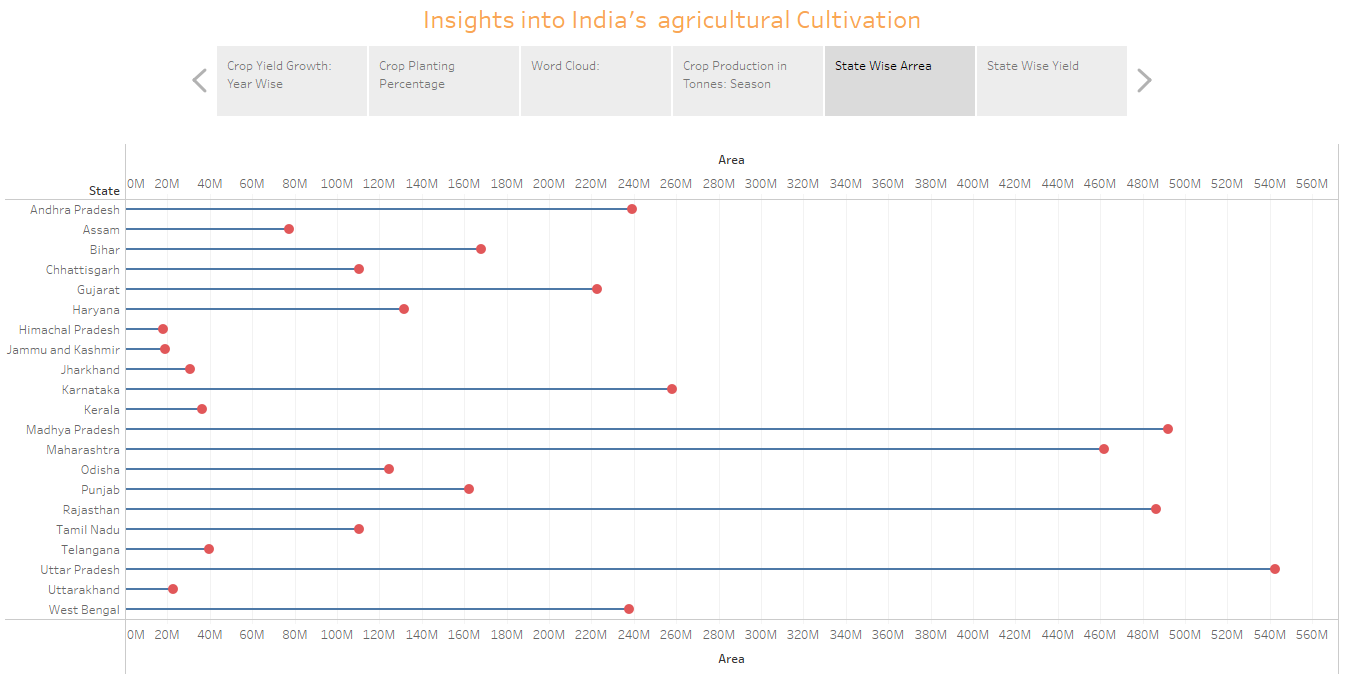 Insights into India's  agricultural Cultivation
Crop Yield Growth:
Year Wise
Crop Planting
Percentage
Word Cloud:
Crop Production in
Tonnes: Season
State Wise Arrea
State Wise Yield
Area
State
0M 20M 40M 60M 80M 100M 120M 140M 160M 180M 200M 220M 240M 260M 280M 300M 320M 340M 360M 380M 400M 420M 440M 460M 480M 500M 520M 540M 560M
Andhra Pradesh
Assam
Bihar
Chhattisgarh
Gujarat
Haryana
Himachal Pradesh
Jammu and Kashmir
Jharkhand
Karnataka
Kerala
Madhya Pradesh
Maharashtra
Odisha
Punjab
Rajasthan
Tamil Nadu
Telangana
Uttar Pradesh
Uttarakhand
West Bengal
0M 20M 40M 60M 80M 100M 120M 140M 160M 180M 200M 220M 240M 260M 280M 300M 320M 340M 360M 380M 400M 420M 440M 460M 480M 500M 520M 540M 560M
Area